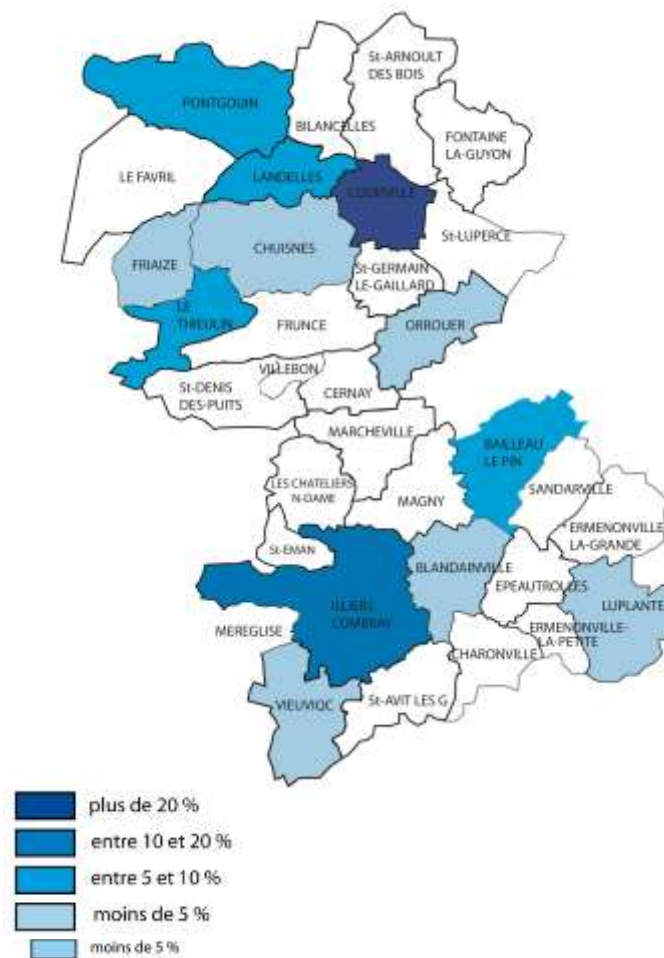 St-ARNOULT
DES BOIS
PONTGOUIN
BILANCELLES
FONTAINE
LA-GUYON
LE FAVRIL
LANDELLES
COURVILLE
St-LUPERCE
CHUISNES
FRIAIZE
St-GERMAIN
LE-GAILLARD
LE
THIEULIN
FRUNCE
ORROUER
VILLEBON
St-DENIS
DES-PUITS
CERNAY
MARCHEVILLE
BAILLEAU
LE PIN
LES CHATELIERS
N-DAME
MAGNY
SANDARVILLE
ERMENONVILLE
LA-GRANDE
St-EMAN
BLANDAINVILLE
EPEAUTROLLES
ILLIERS
COMBRAY
LUPLANTE
MEREGLISE
ERMENONVILLE-
LA-PETITE
CHARONVILLE
VIEUVIQC
St-AVIT LES G
plus de 20 %
entre 10 et 20 %
entre 5 et 10 %
moins de 5 %
moins de 5 %